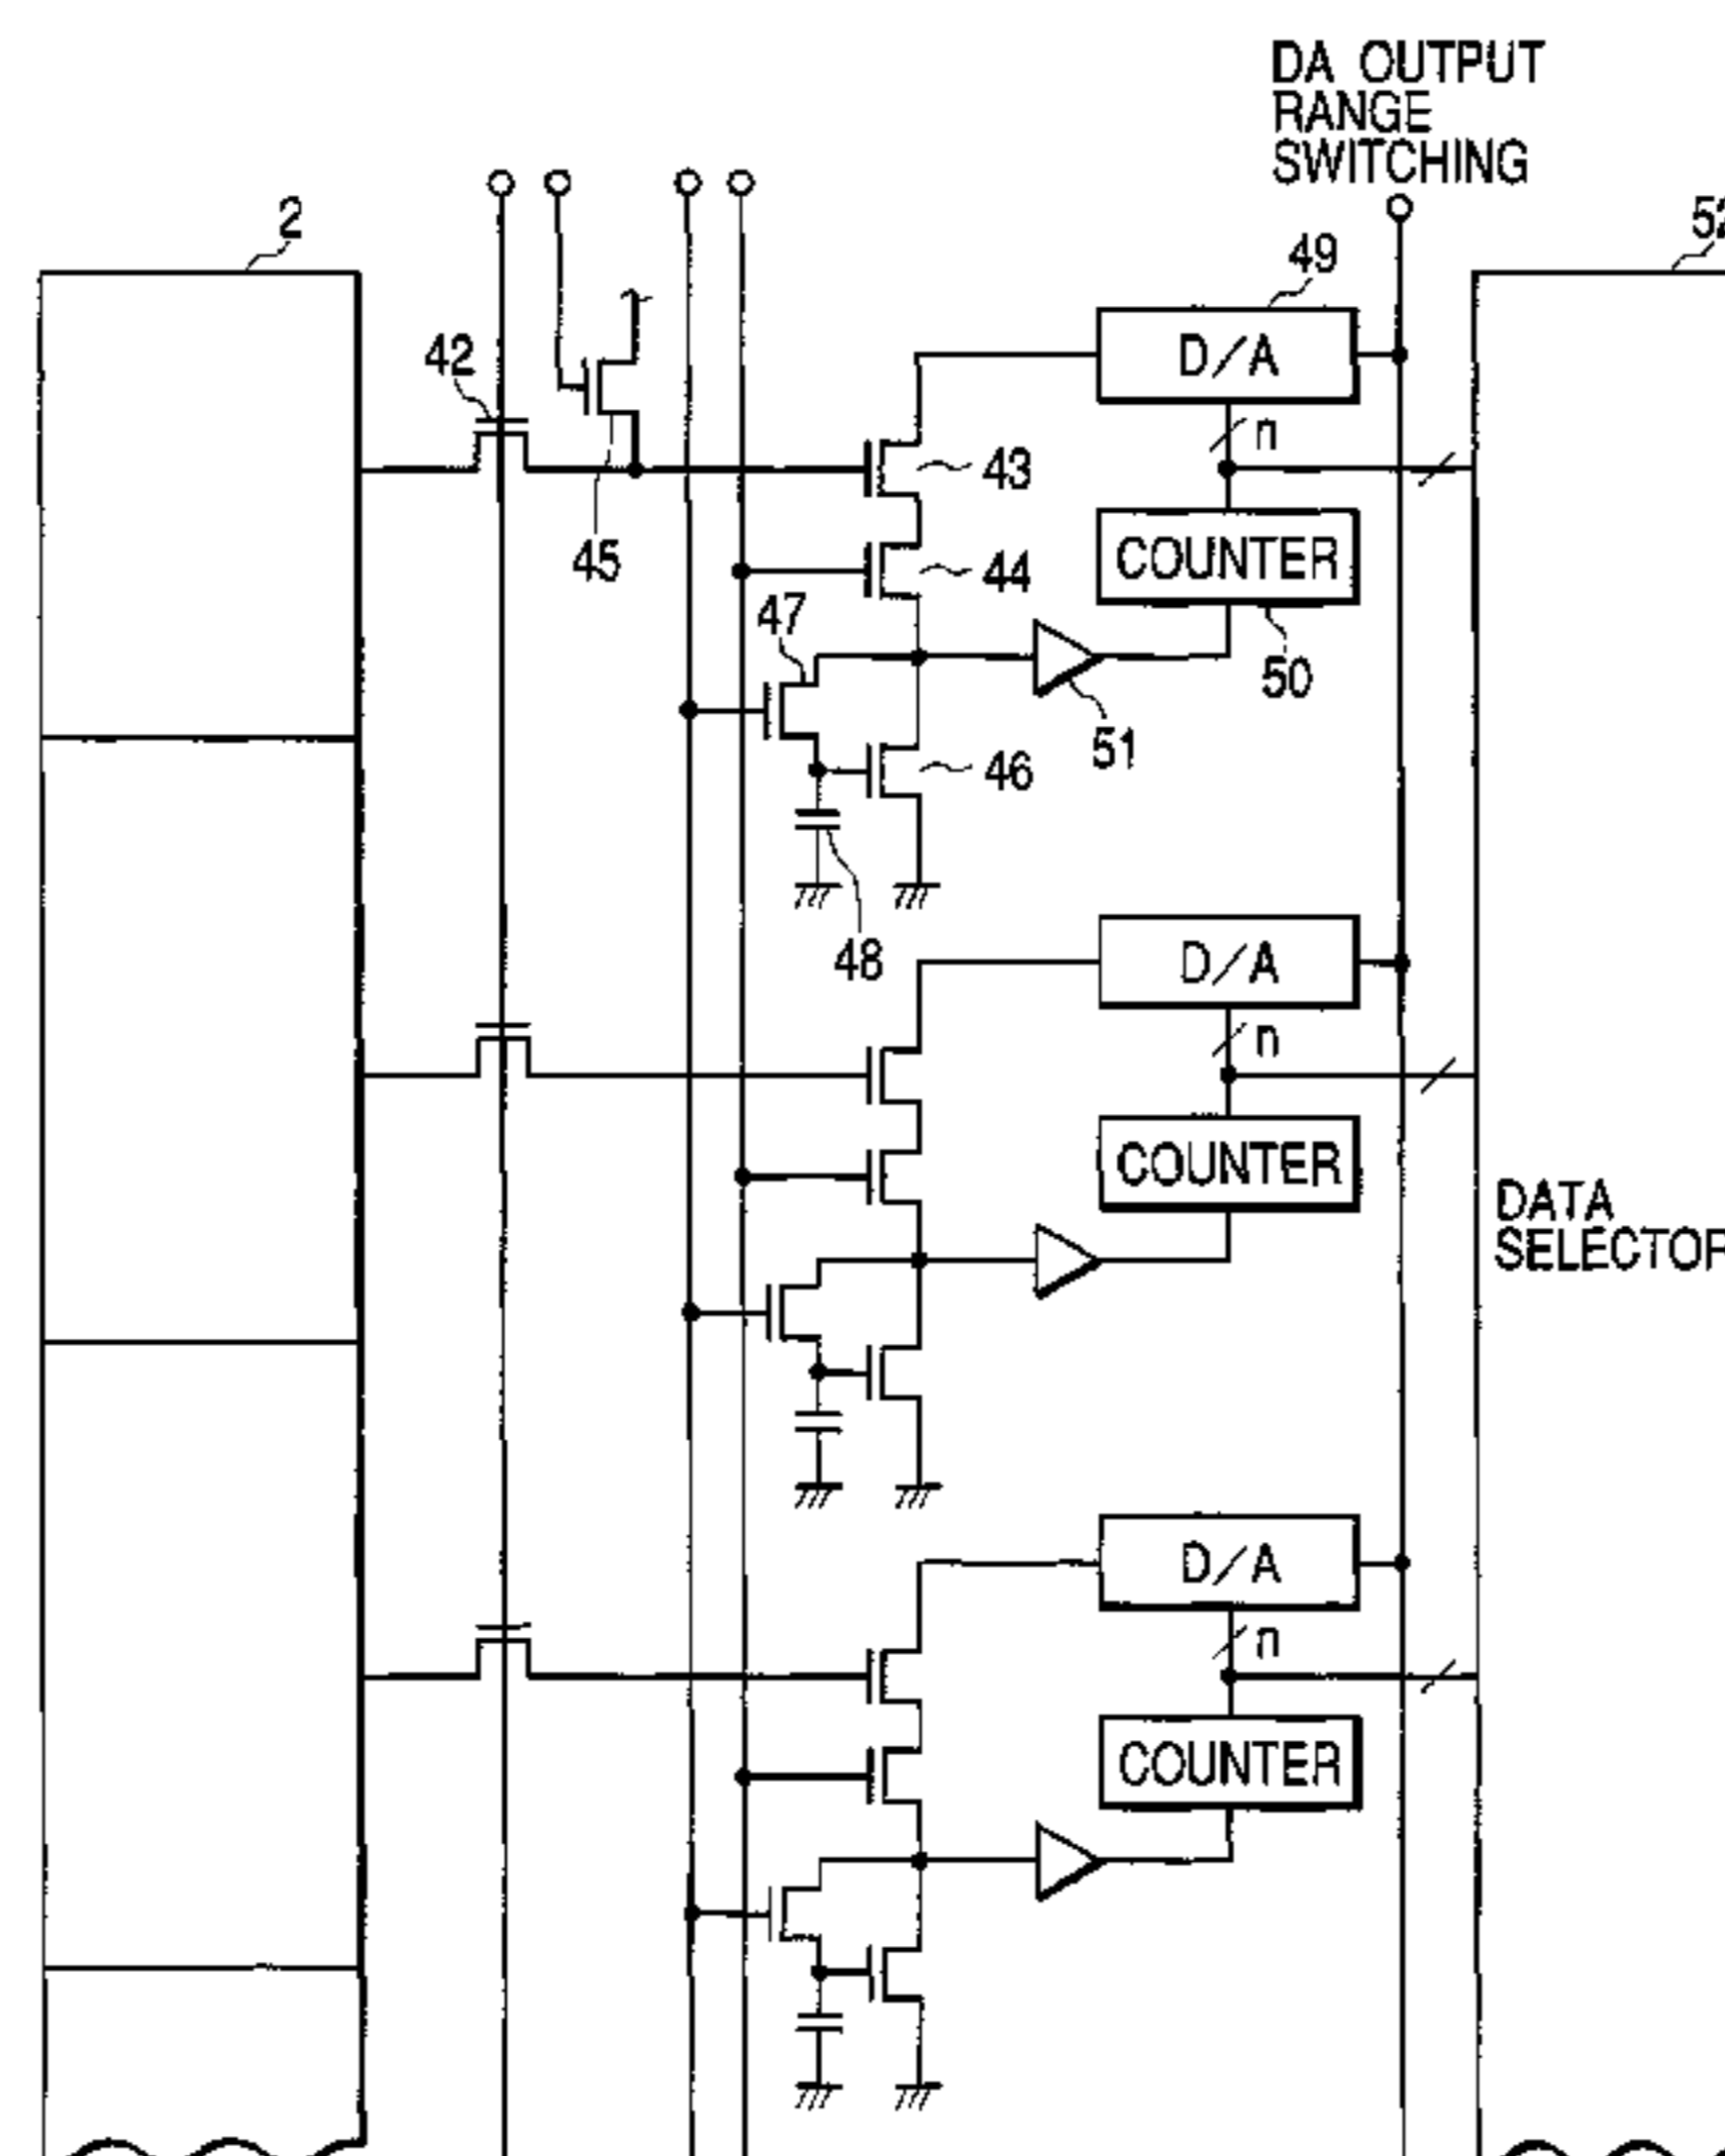 DA OUTPUT
RANGE
SWITCHING
2
49
D/A
42
n
43
45
COUNTER
44
47
50
51
46
48
D/A
n
COUNTER
DATA
SELECTOR
D/A
n
COUNTER